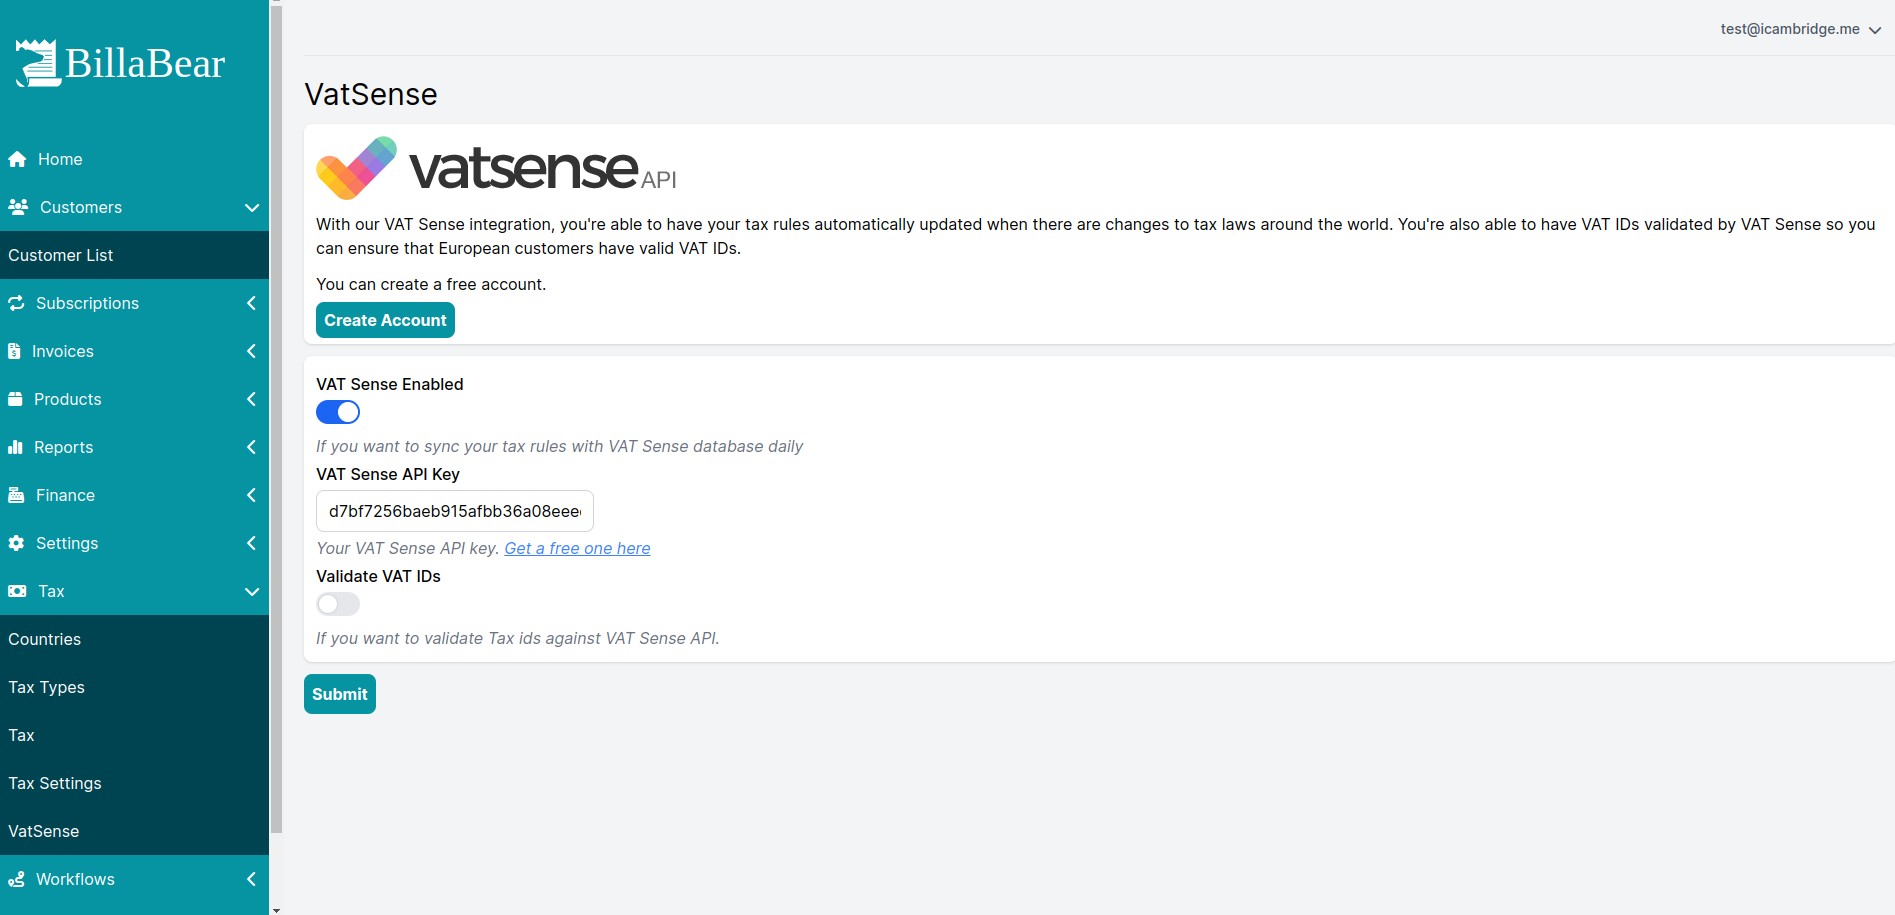 BillaBear
test@icambridge.me
Home
Customers
Customer List
Subscriptions
Invoices
Products
Reports
Finance
Settings
Tax
Countries
Tax Types
Tax
Tax Settings
VatSense
Workflows
VatSense
vatsense API
With our VAT Sense integration, you're able to have your tax rules automatically updated when there are changes to tax laws around the world. You're also able to have VAT IDs validated by VAT Sense so you
can ensure that European customers have valid VAT IDs.
You can create a free account.
Create Account
VAT Sense Enabled
If you want to sync your tax rules with VAT Sense database daily
VAT Sense API Key
d7bf7256baeb915afbb36a08eee
Your VAT Sense API key. Get a free one here
Validate VAT IDs
If you want to validate Tax ids against VAT Sense API.
Submit